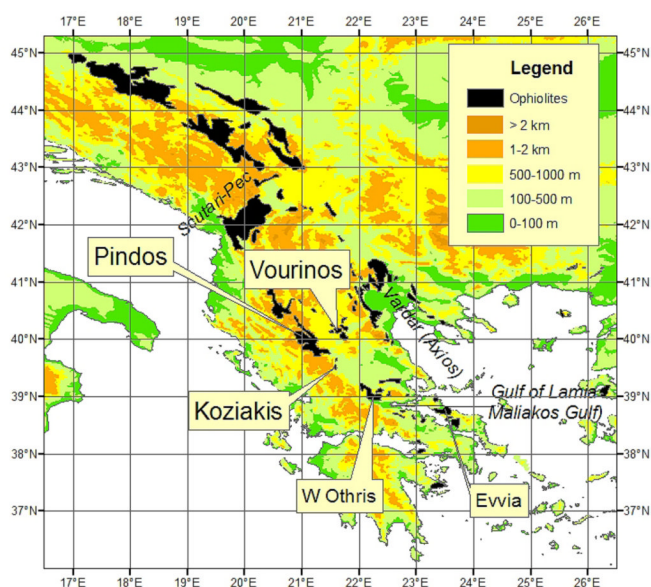 17°E 18°E 19°E 20°E 21°E 22°E 23°E 24°E 25°E 26°E
45°N 45°N
Legend
Ophiolites
> 2 km
1-2 km
500-1000 m
100-500 m
0-100 m
44°N 44°N
43°N 43°N
Scutari-Pec
42°N 42°N
Pindos
Vourinos
41°N 41°N
Vardar (Axios)
40°N 40°N
39°N 39°N
Koziakis
Gulf of Lamia
Maliakos Gulf)
38°N 38°N
W Othris
Evvia
37°N 37°N
17°E 18°E 19°E 20°E 21°E 22°E 23°E 24°E 25°E 26°E